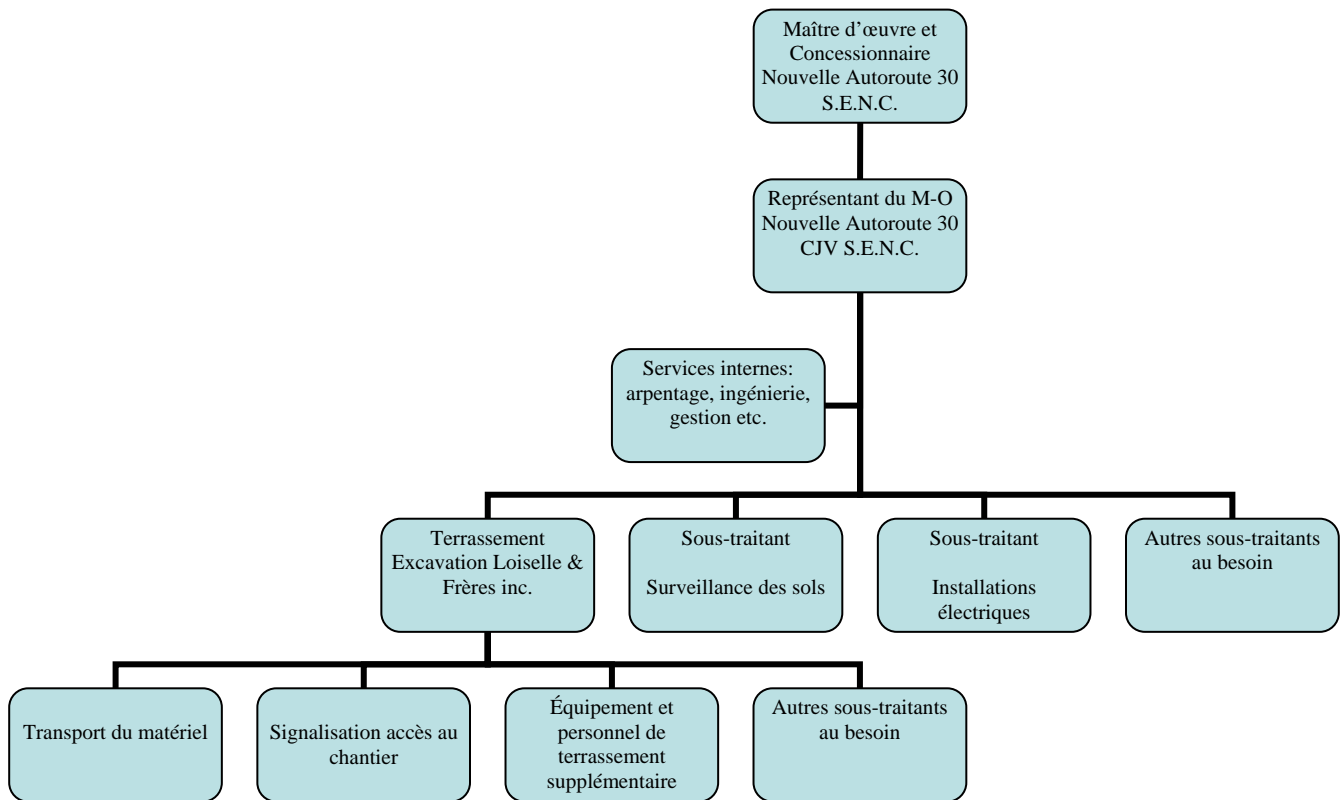 Maître d’œuvre et
Concessionnaire
Nouvelle Autoroute 30
S.E.N.C.
Représentant du M-O
Nouvelle Autoroute 30
CJV S.E.N.C.
Services internes:
arpentage, ingénierie,
gestion etc.
Terrassement
Excavation Loiselle &
Frères inc.
Sous-traitant
Surveillance des sols
Sous-traitant
Installations
électriques
Autres sous-traitants
au besoin
Transport du matériel
Signalisation accès au
chantier
Équipement et
personnel de
terrassement
supplémentaire
Autres sous-traitants
au besoin